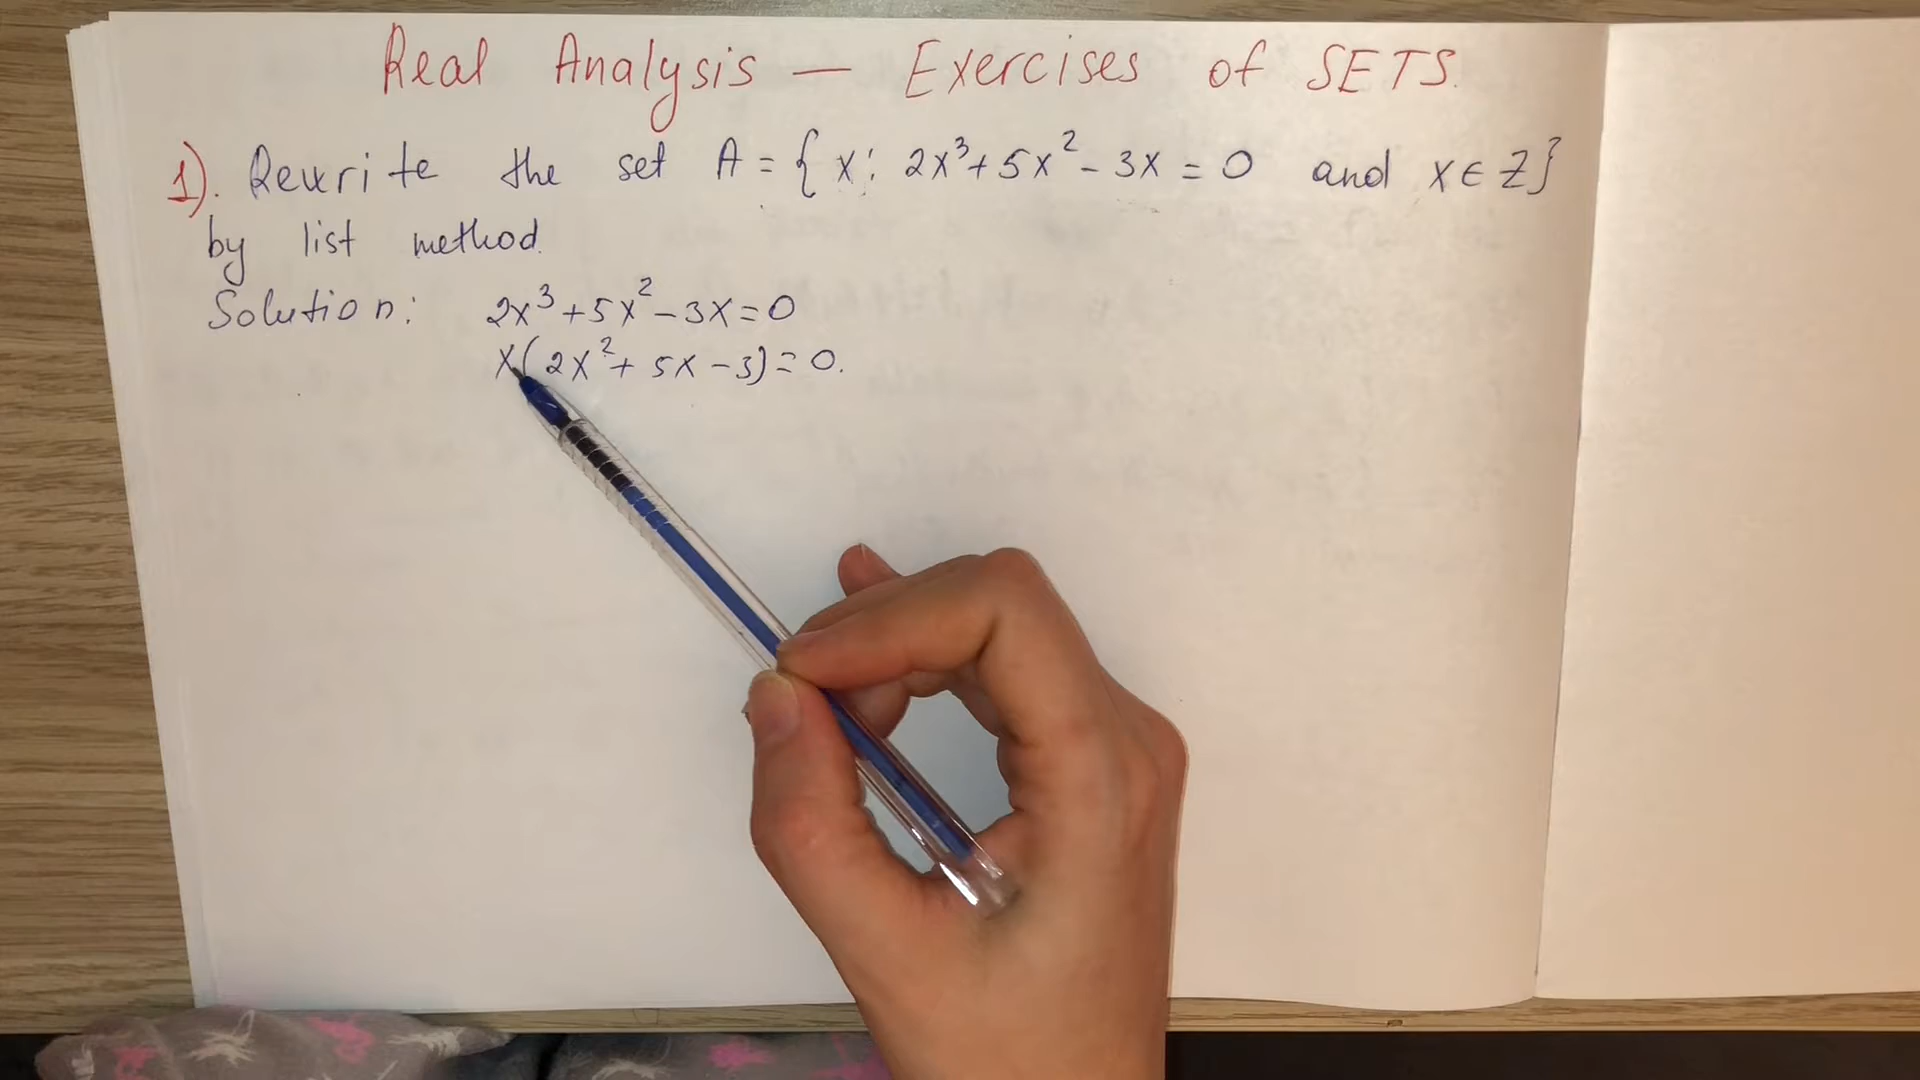 Real Analysis — Exercises of SETS.
1). Rewrite the set A = { x: 2x³+5x²-3x = 0 and x ∈ Z}
by list method.
Solution: 2x³+5x²-3x=0
x(2x²+5x-3)=0.